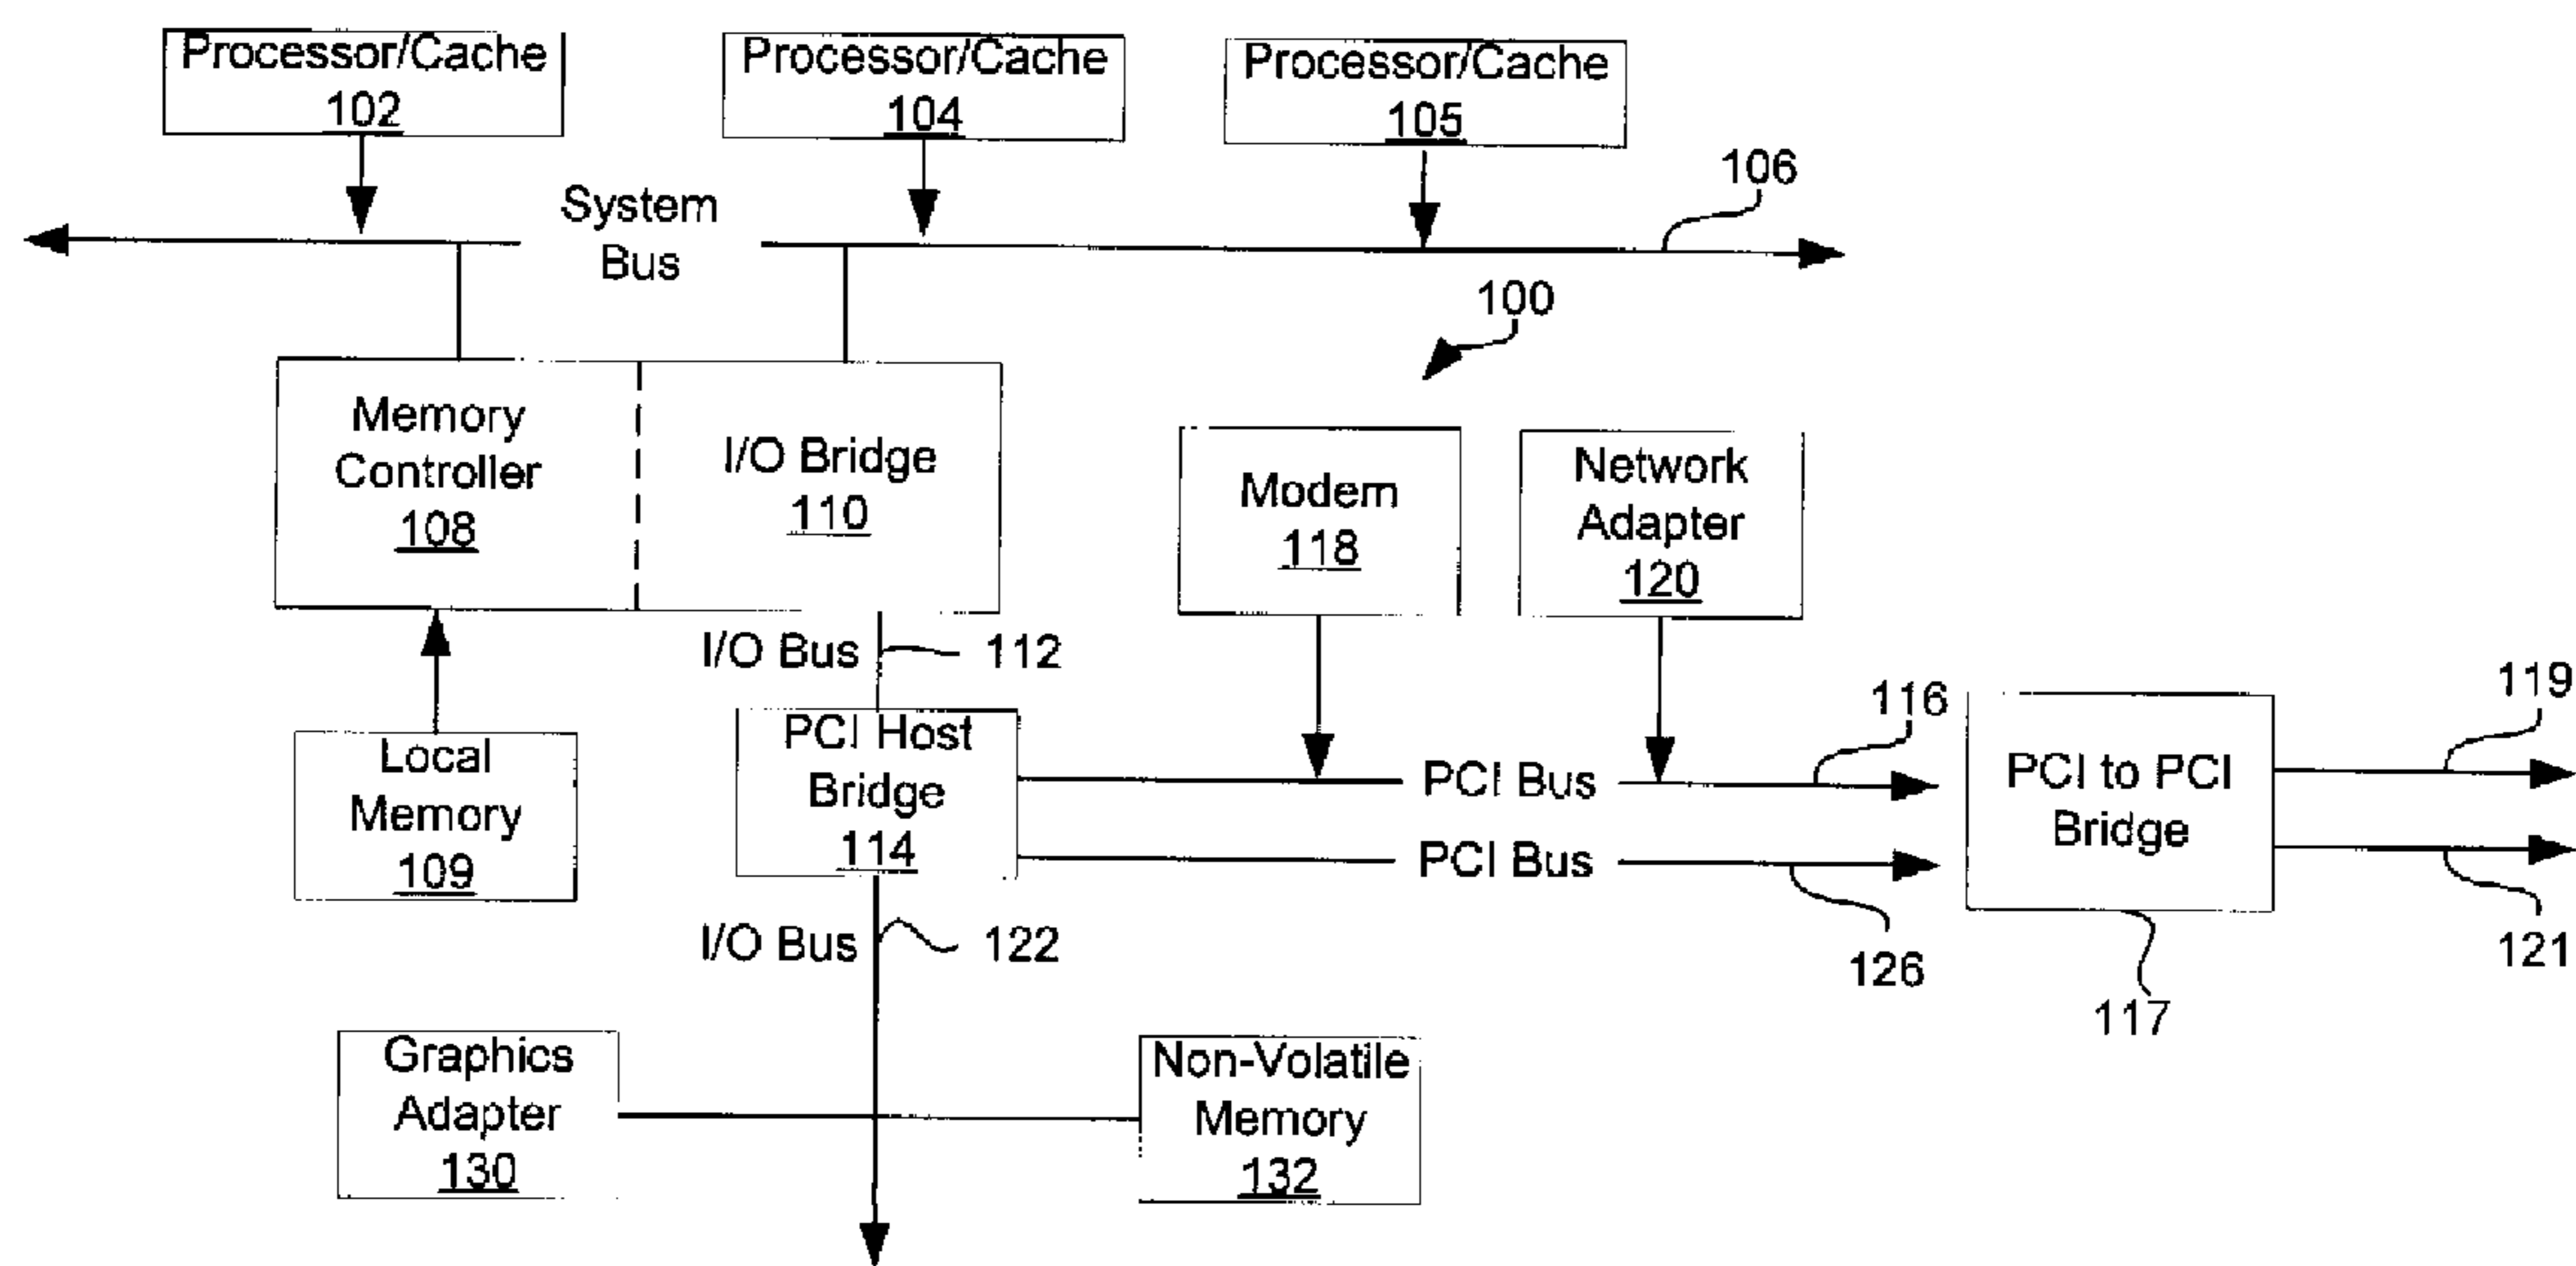 Processor/Cache
102
Processor/Cache
104
Processor/Cache
105
106
System
Bus
100
Memory
Controller
108
I/O Bridge
110
Modem
118
Network
Adapter
120
I/O Bus
112
Local
Memory
109
PCI Host
Bridge
114
PCI Bus
116
PCI Bus
126
PCI to PCI
Bridge
117
119
121
I/O Bus
122
Graphics
Adapter
130
Non-Volatile
Memory
132